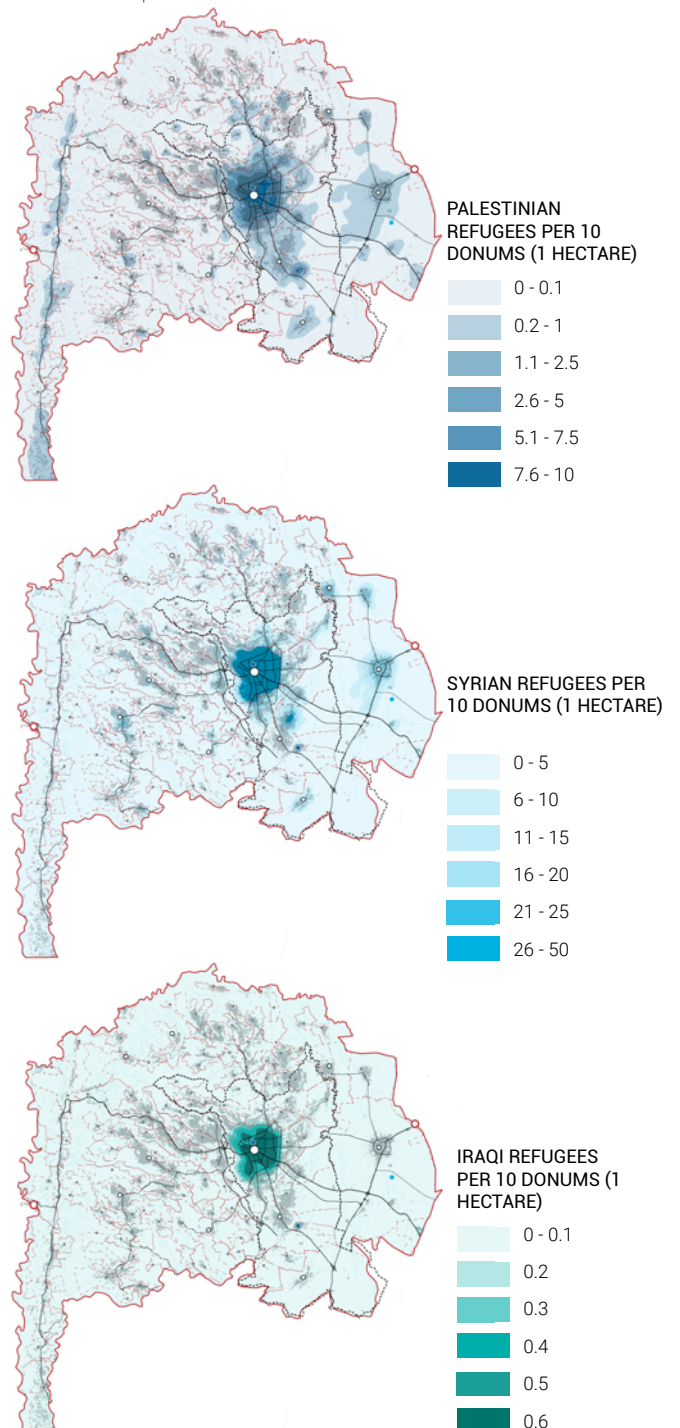 PALESTINIAN
REFUGEES PER 10
DONUMS (1 HECTARE)
0 - 0.1
0.2 - 1
1.1 - 2.5
2.6 - 5
5.1 - 7.5
7.6 - 10
SYRIAN REFUGEES PER
10 DONUMS (1 HECTARE)
0 - 5
6 - 10
11 - 15
16 - 20
21 - 25
26 - 50
IRAQI REFUGEES
PER 10 DONUMS (1
HECTARE)
0 - 0.1
0.2
0.3
0.4
0.5
0.6